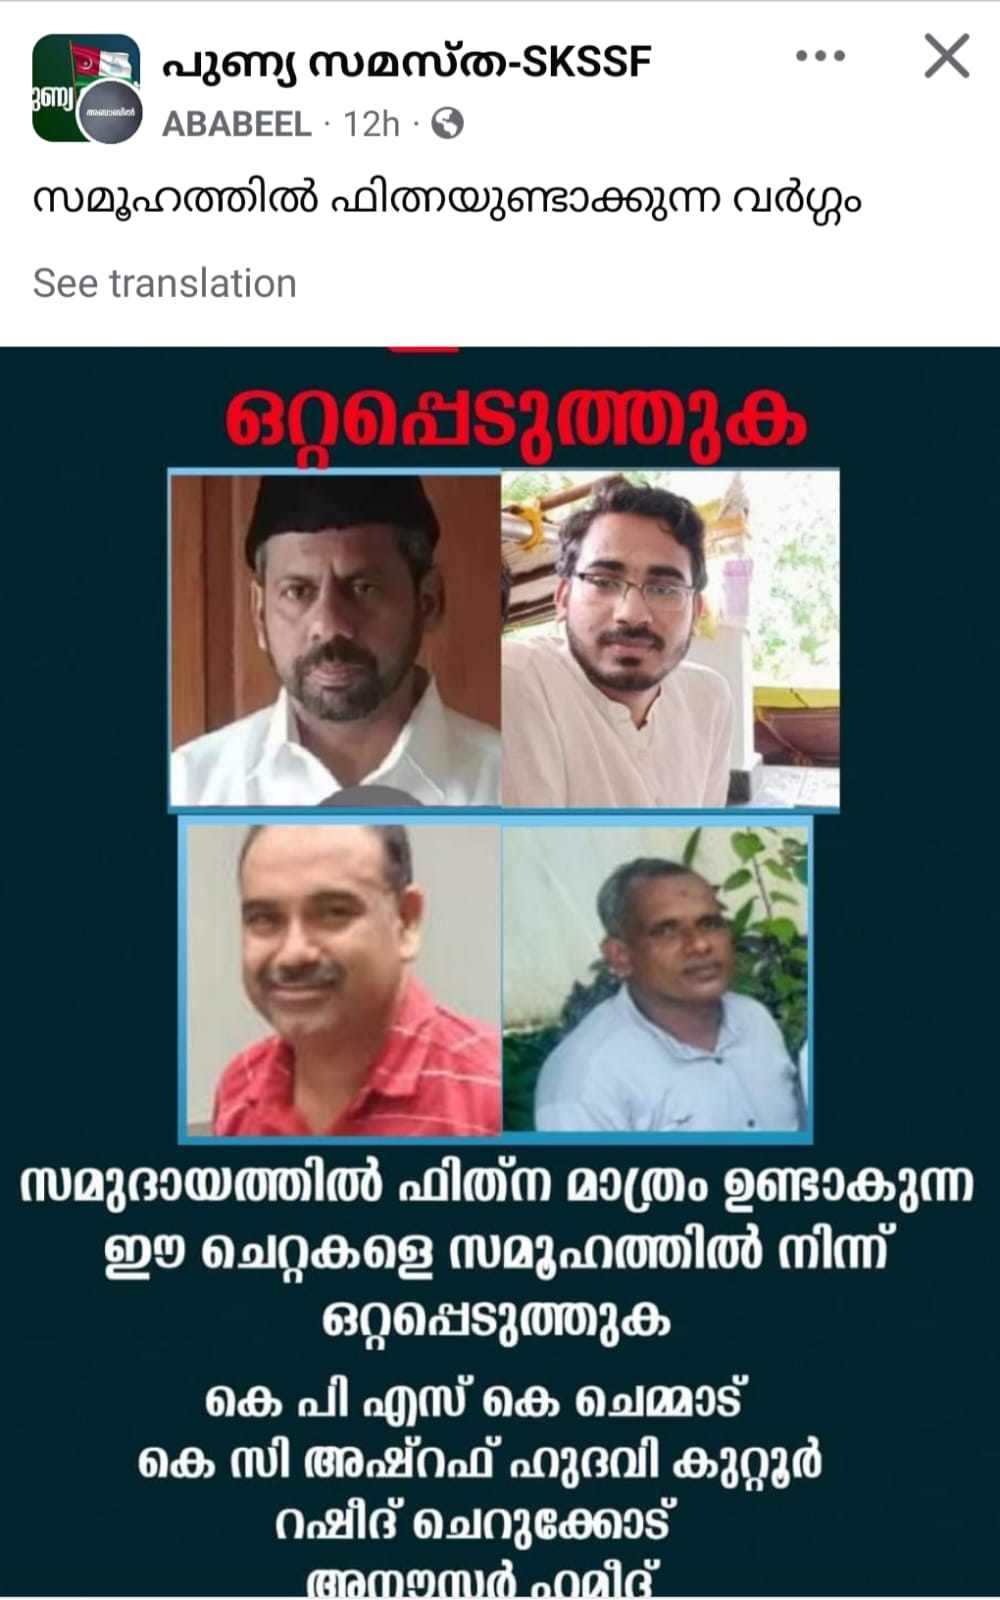 പുണ്യ സമസ്ത-SKSSF
ABABEEL · 12h ·
സമൂഹത്തിൽ ഫിത്നയുണ്ടാക്കുന്ന വർഗ്ഗം
See translation
ഒറ്റപ്പെടുത്തുക
സമുദായത്തിൽ ഫിത്ന മാത്രം ഉണ്ടാകുന്ന
ഈ ചെറ്റകളെ സമൂഹത്തിൽ നിന്ന്
ഒറ്റപ്പെടുത്തുക
കെ പി എസ് കെ ചെമ്മാട്
കെ സി അഷ്റഫ് ഹുദവി കുറ്റൂർ
റഷീദ് ചെറുക്കോട്
അനൗസർ ഹമീദ്